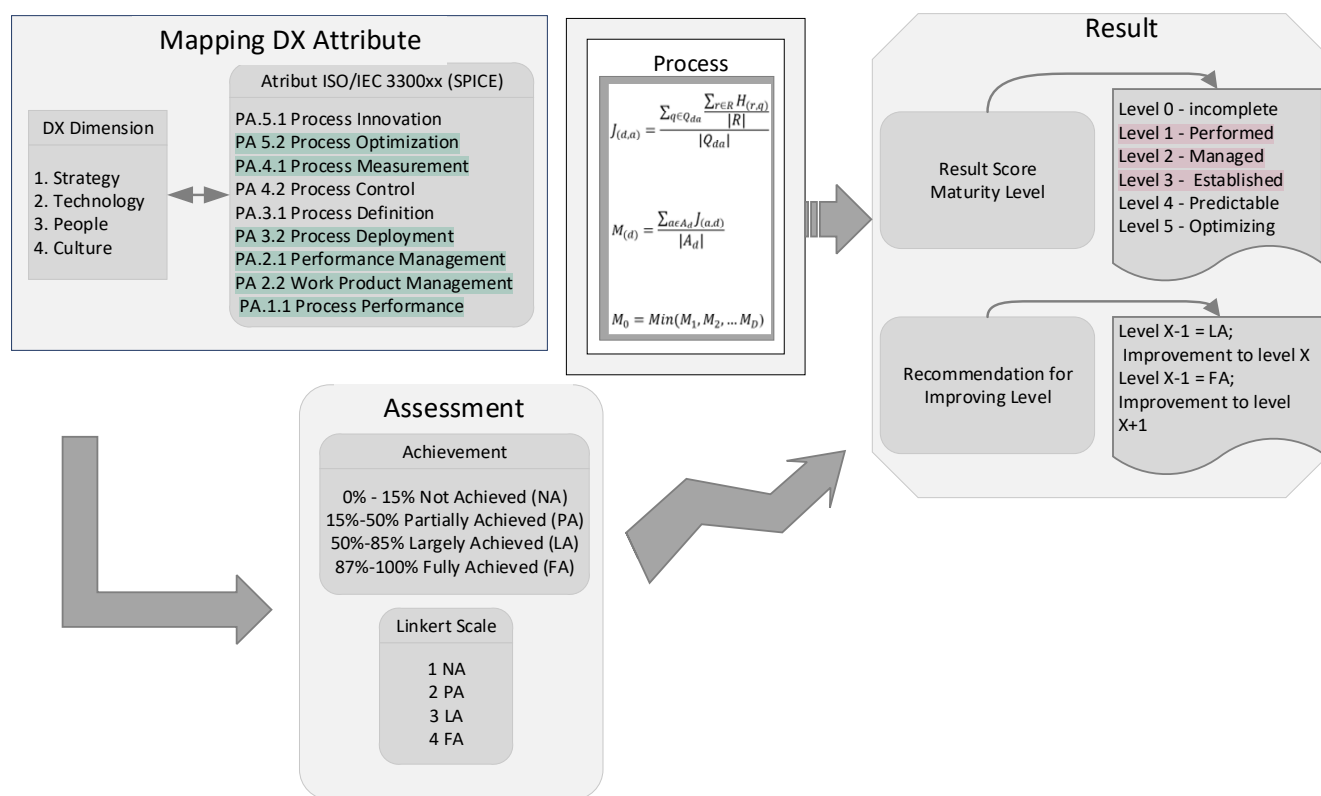 Mapping DX Attribute
DX Dimension
1. Strategy
2. Technology
3. People
4. Culture
Atribut ISO/IEC 3300xx (SPICE)
PA.5.1 Process Innovation
PA 5.2 Process Optimization
PA.4.1 Process Measurement
PA 4.2 Process Control
PA.3.1 Process Definition
PA 3.2 Process Deployment
PA.2.1 Performance Management
PA 2.2 Work Product Management
PA.1.1 Process Performance
Process
J_{(d,a)} = \frac{\sum_{q∈Q_{da}} \frac{\sum_{r∈R} H_{(r,q)}}{|R|}}{|Q_{da}|}
M_{(d)} = \frac{\sum_{a∈A_d} J_{(a,d)}}{|A_d|}
M_0 = Min(M_1, M_2, ... M_D)
Result
Result Score
Maturity Level
Level 0 - incomplete
Level 1 - Performed
Level 2 - Managed
Level 3 - Established
Level 4 - Predictable
Level 5 - Optimizing
Recommendation for
Improving Level
Level X-1 = LA;
Improvement to level X
Level X-1 = FA;
Improvement to level
X+1
Assessment
Achievement
0% - 15% Not Achieved (NA)
15%-50% Partially Achieved (PA)
50%-85% Largely Achieved (LA)
87%-100% Fully Achieved (FA)
Linkert Scale
1 NA
2 PA
3 LA
4 FA